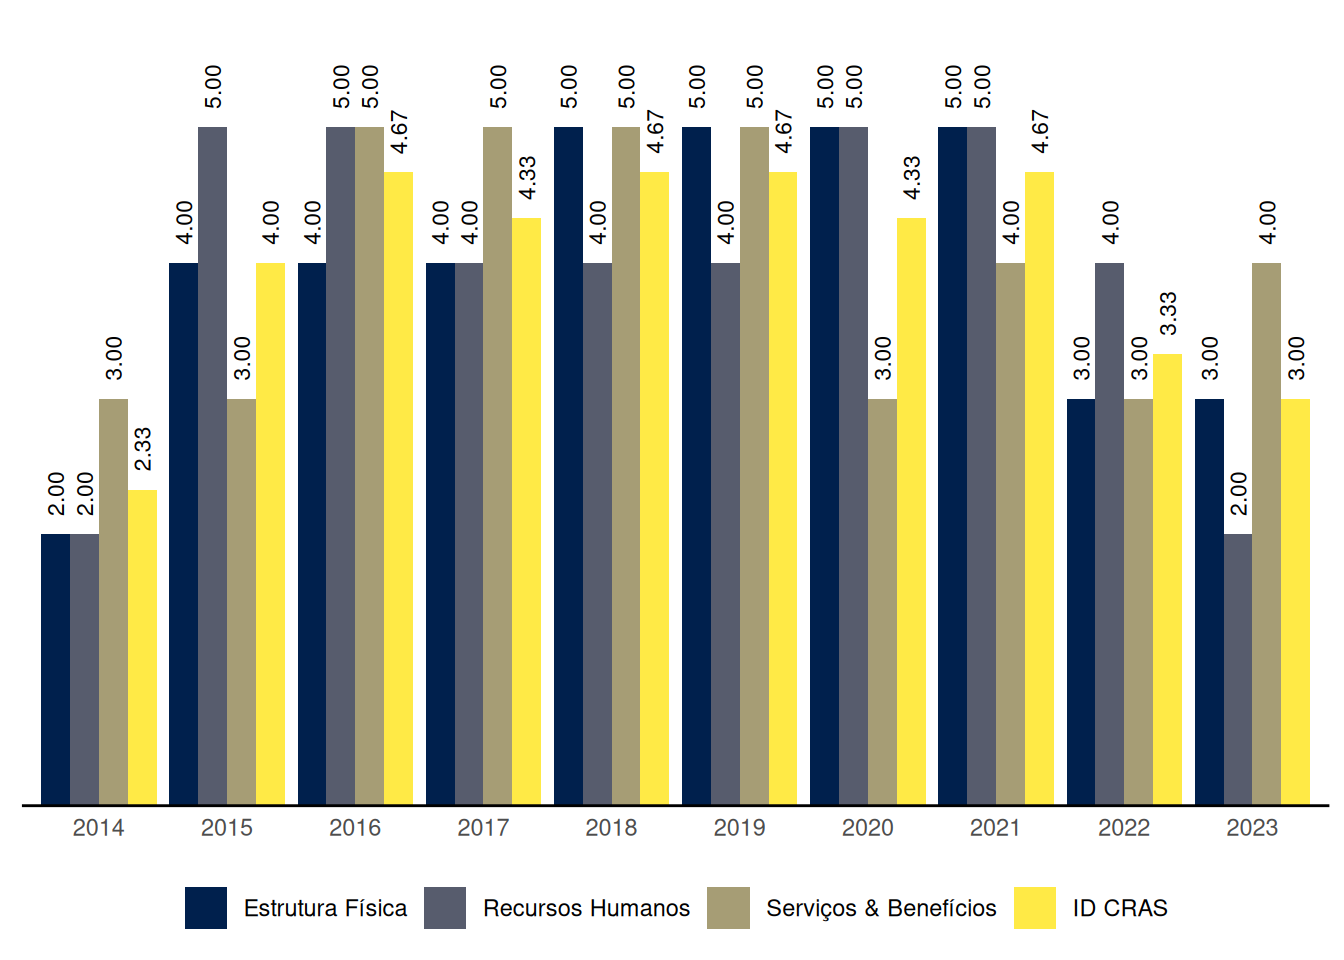 2.00 2.00 3.00 2.33
4.00 5.00 3.00 4.00
4.00 5.00 5.00 4.67
4.00 4.00 5.00 4.33
5.00 4.00 5.00 4.67
5.00 4.00 5.00 4.67
5.00 5.00 3.00 4.33
5.00 5.00 4.00 4.67
3.00 4.00 3.00 3.33
3.00 2.00 4.00 3.00
2014 2015 2016 2017 2018 2019 2020 2021 2022 2023
Estrutura Física Recursos Humanos Serviços & Benefícios ID CRAS